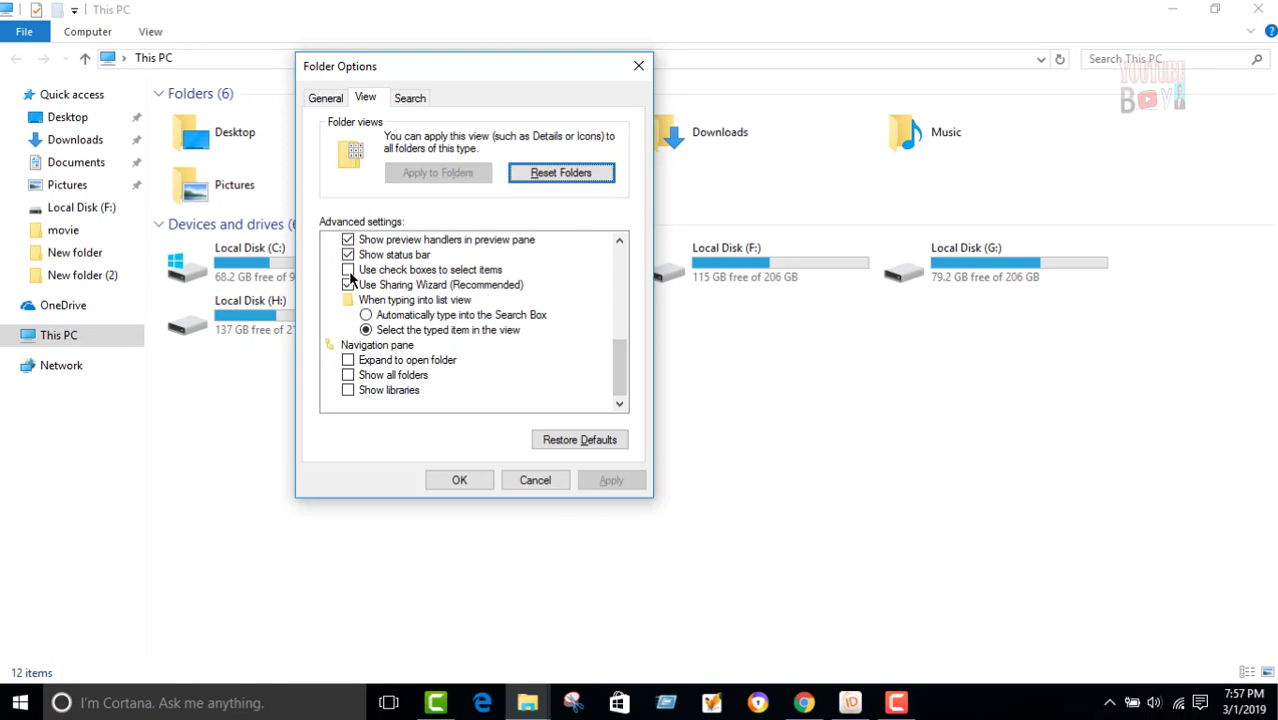 This PC
File
Computer
View
This PC
Search This PC
YOUTUBE
BOY
Quick access
Desktop
Downloads
Documents
Pictures
Local Disk (F:)
movie
New folder
New folder (2)
OneDrive
This PC
Network
Folders (6)
Desktop
Downloads
Music
Pictures
Devices and drives (6
Local Disk (C:)
68.2 GB free of 9
Local Disk (F:)
115 GB free of 206 GB
Local Disk (G:)
79.2 GB free of 206 GB
Local Disk (H:)
137 GB free of 2
Folder Options
General
View
Search
Folder views
You can apply this view (such as Details or Icons) to
all folders of this type.
Apply to Folders
Reset Folders
Advanced settings:
Show preview handlers in preview pane
Show status bar
Use check boxes to select items
Use Sharing Wizard (Recommended)
When typing into list view
Automatically type into the Search Box
Select the typed item in the view
Navigation pane
Expand to open folder
Show all folders
Show libraries
Restore Defaults
OK
Cancel
Apply
12 items
I'm Cortana. Ask me anything.
7:57 PM
3/1/2019